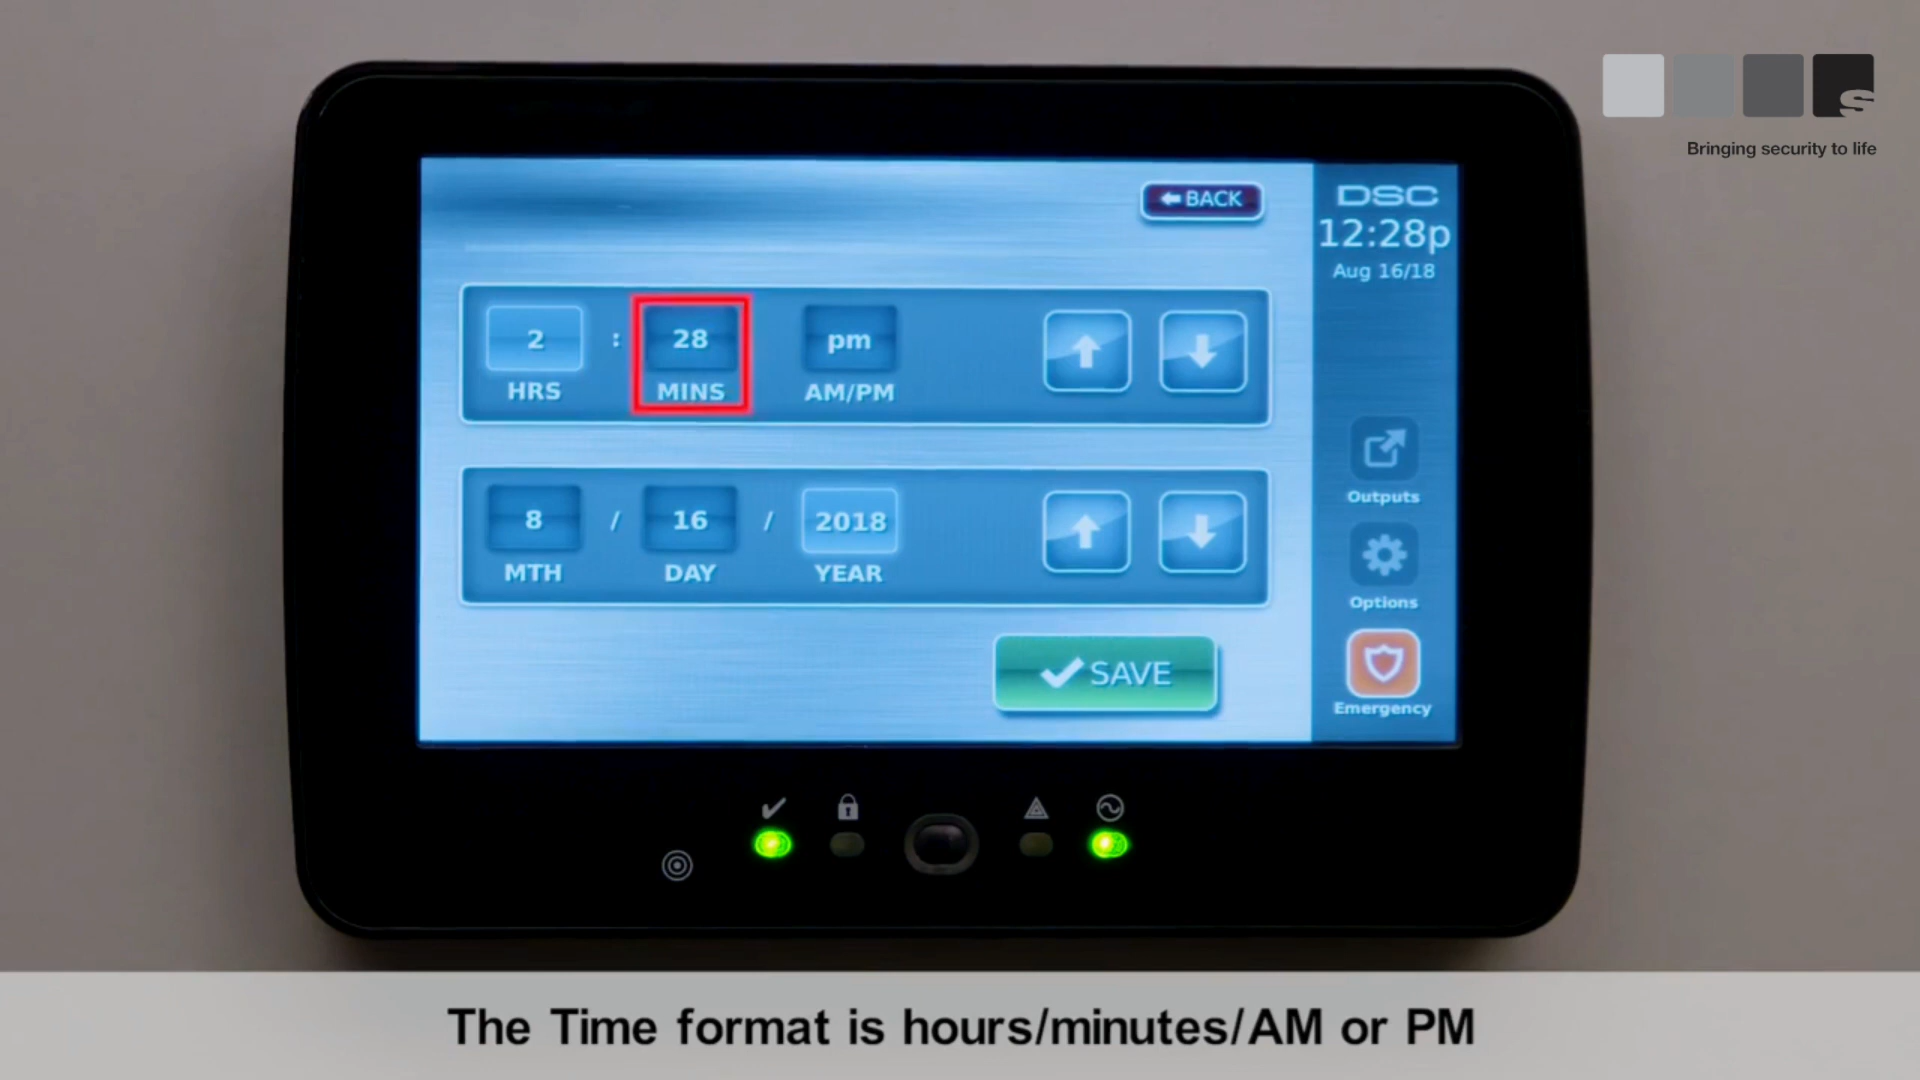 S
Bringing security to life
BACK
DSC
12:28p
Aug 16/18
2 : 28 pm
HRS MINS AM/PM
8 / 16 / 2018
MTH DAY YEAR
SAVE
Outputs
Options
Emergency
The Time format is hours/minutes/AM or PM